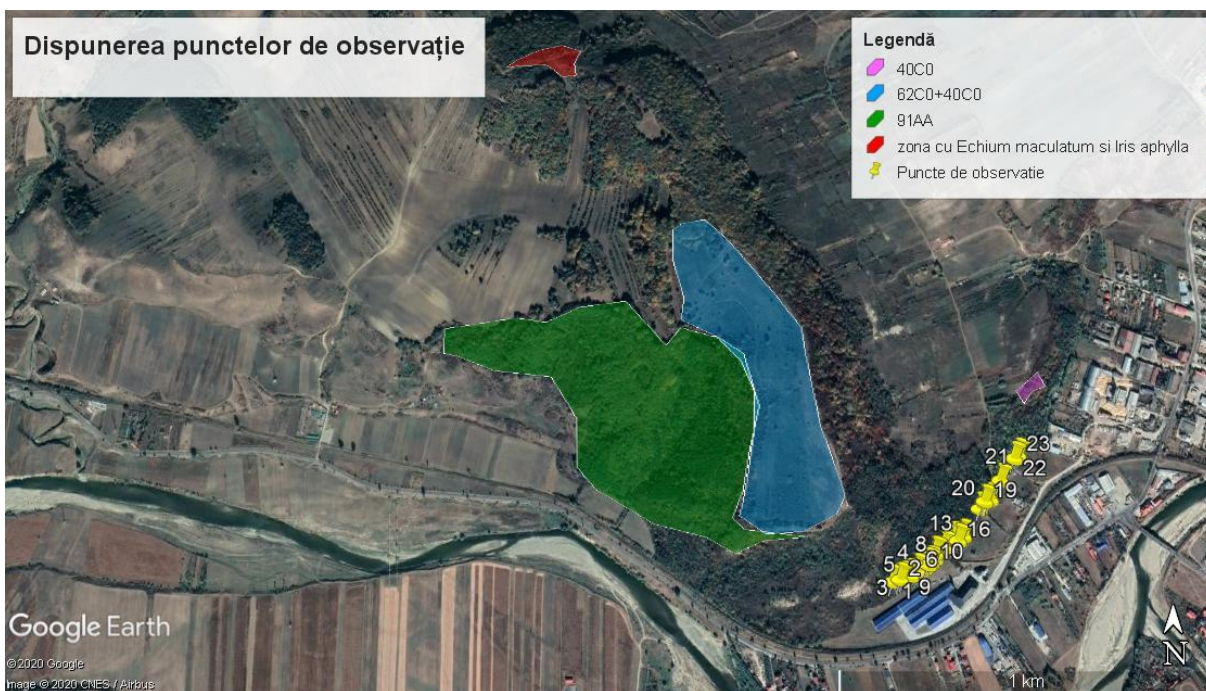 Dispunerea punctelor de observație
Legendă
40C0
62C0+40C0
91AA
zona cu Echium maculatum si Iris aphylla
Puncte de observatie
23
21
22
20
19
13
16
8
10
4
5
6
2
3
1
9
Google Earth
©2020 Google
Image © 2020 CNES / Airbus
1 km
N